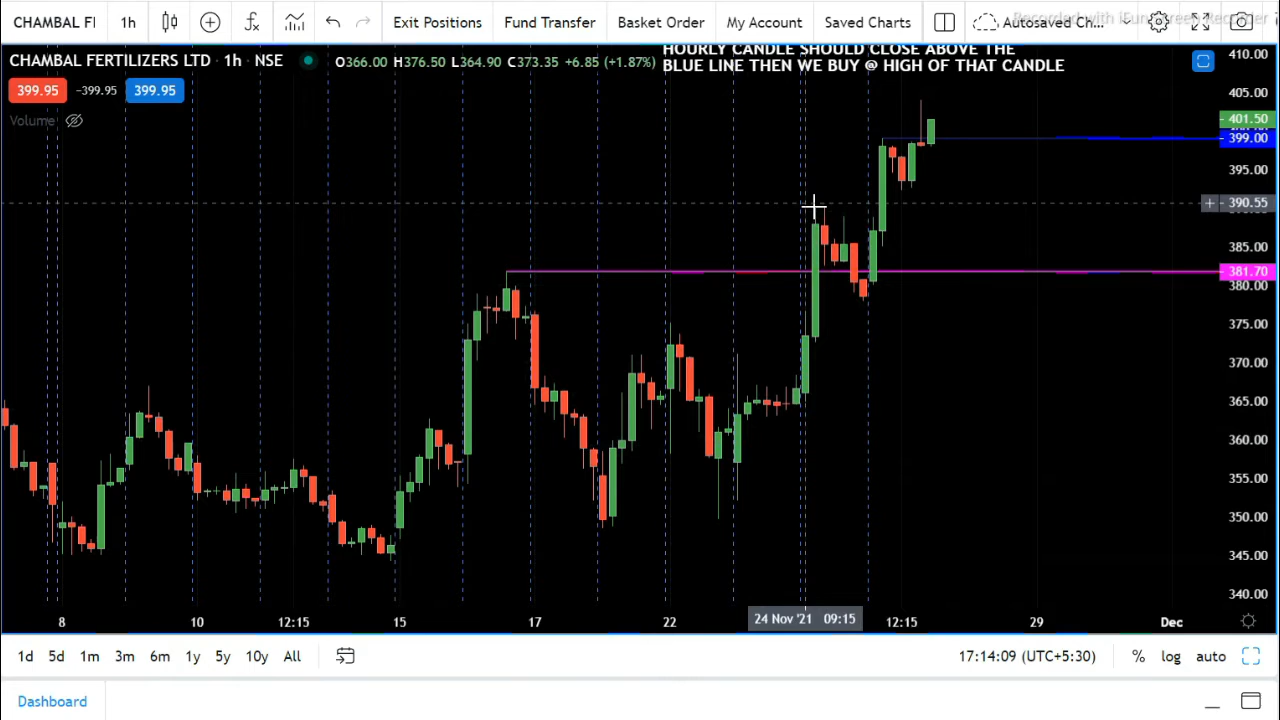 CHAMBAL FI 1h Exit Positions Fund Transfer Basket Order My Account Saved Charts Autosaved Ch...
Recorded with iFun Screen Recorder
HOURLY CANDLE SHOULD CLOSE ABOVE THE
BLUE LINE THEN WE BUY @ HIGH OF THAT CANDLE
CHAMBAL FERTILIZERS LTD · 1h · NSE O366.00 H376.50 L364.90 C373.35 +6.85 (+1.87%)
399.95 −399.95 399.95
Volume
410.00
405.00
401.50
399.00
395.00
390.55
385.00
381.70
380.00
375.00
370.00
365.00
360.00
355.00
350.00
345.00
340.00
8 10 12:15 15 17 22 24 Nov '21 09:15 12:15 29 Dec
1d 5d 1m 3m 6m 1y 5y 10y All 17:14:09 (UTC+5:30) % log auto
Dashboard